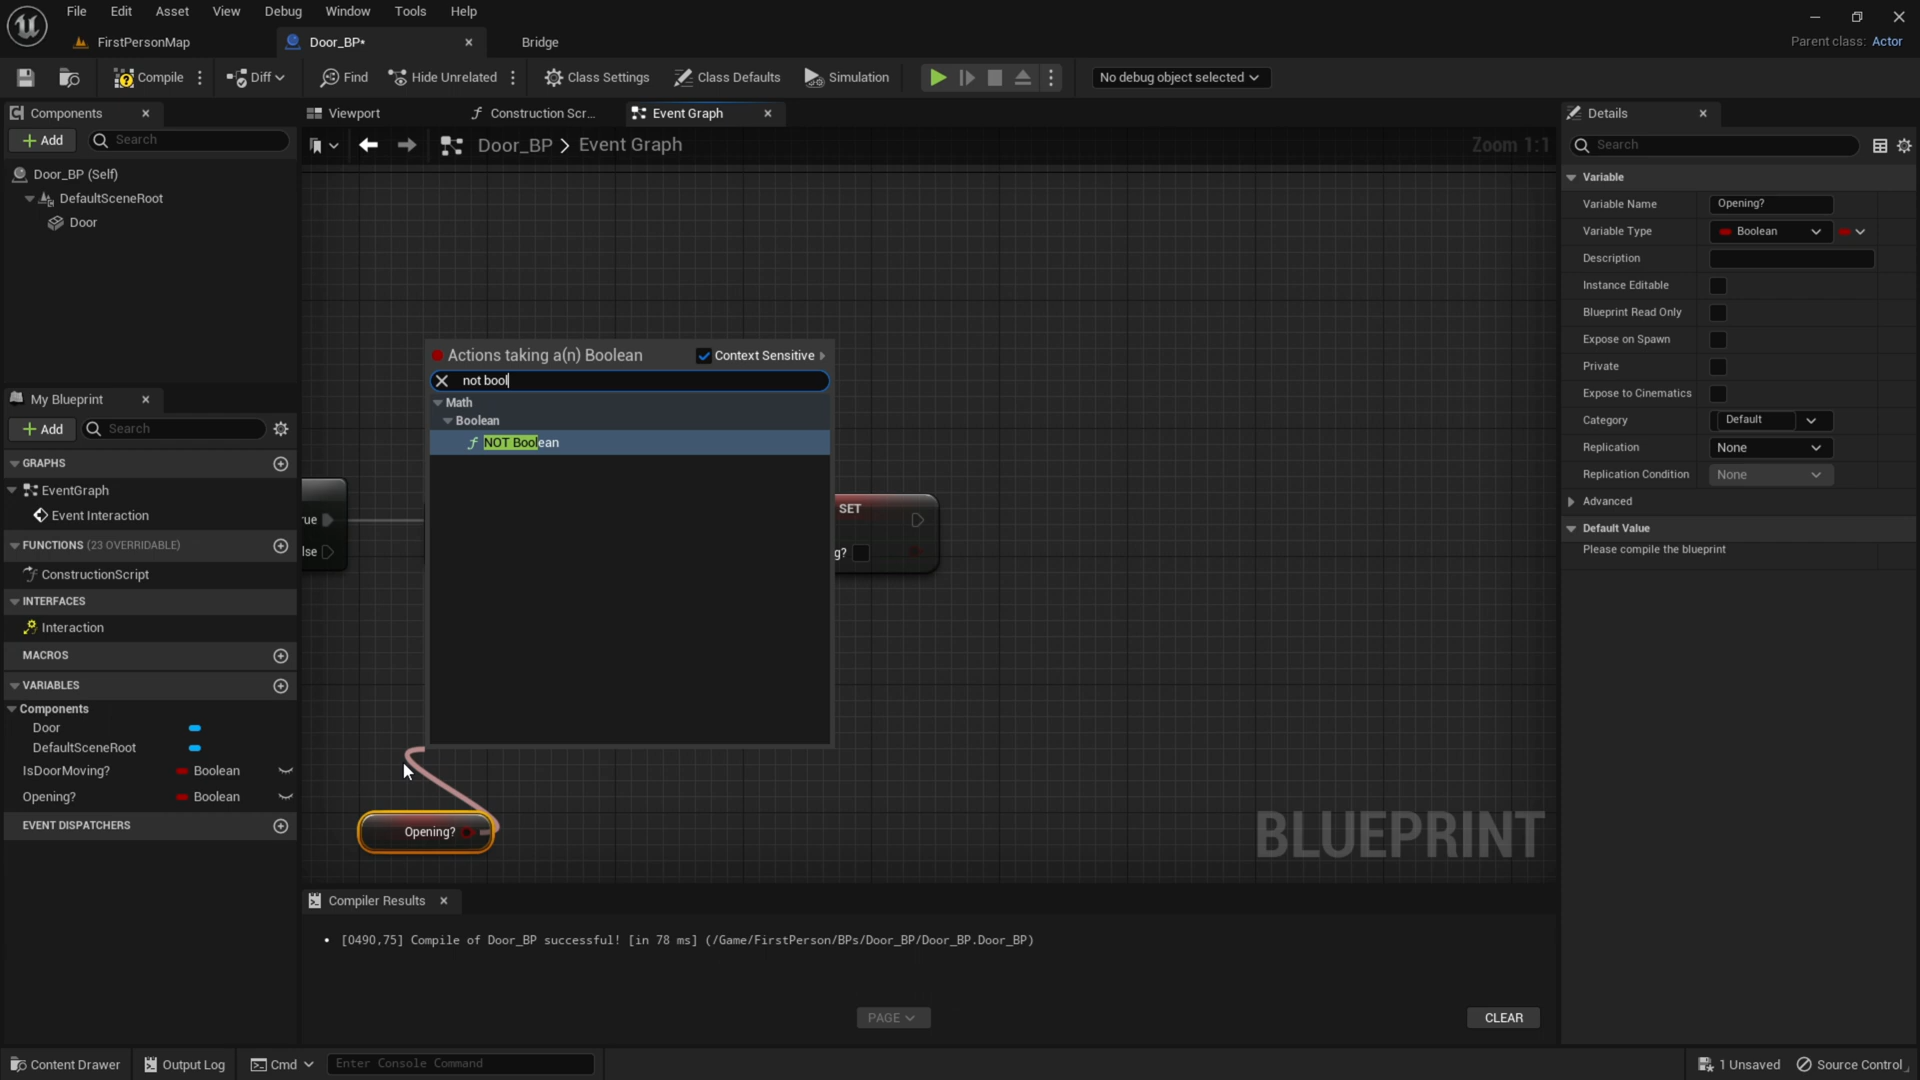 File Edit Asset View Debug Window Tools Help
FirstPersonMap Door_BP* Bridge Parent class: Actor
Compile Diff Find Hide Unrelated Class Settings Class Defaults Simulation No debug object selected
Components
Add Search
Door_BP (Self)
DefaultSceneRoot
Door
My Blueprint
Add Search
GRAPHS
EventGraph
Event Interaction
FUNCTIONS (23 OVERRIDABLE)
ConstructionScript
INTERFACES
Interaction
MACROS
VARIABLES
Components
Door
DefaultSceneRoot
IsDoorMoving? Boolean
Opening? Boolean
EVENT DISPATCHERS
Viewport Construction Scr... Event Graph
Door_BP > Event Graph Zoom 1:1
Actions taking a(n) Boolean Context Sensitive
not bool
Math
Boolean
NOT Boolean
rue
lse
SET
g?
Opening?
BLUEPRINT
Compiler Results
• [0490,75] Compile of Door_BP successful! [in 78 ms] (/Game/FirstPerson/BPs/Door_BP/Door_BP.Door_BP)
PAGE CLEAR
Details
Search
Variable
Variable Name Opening?
Variable Type Boolean
Description
Instance Editable
Blueprint Read Only
Expose on Spawn
Private
Expose to Cinematics
Category Default
Replication None
Replication Condition None
Advanced
Default Value
Please compile the blueprint
Content Drawer Output Log Cmd Enter Console Command 1 Unsaved Source Control